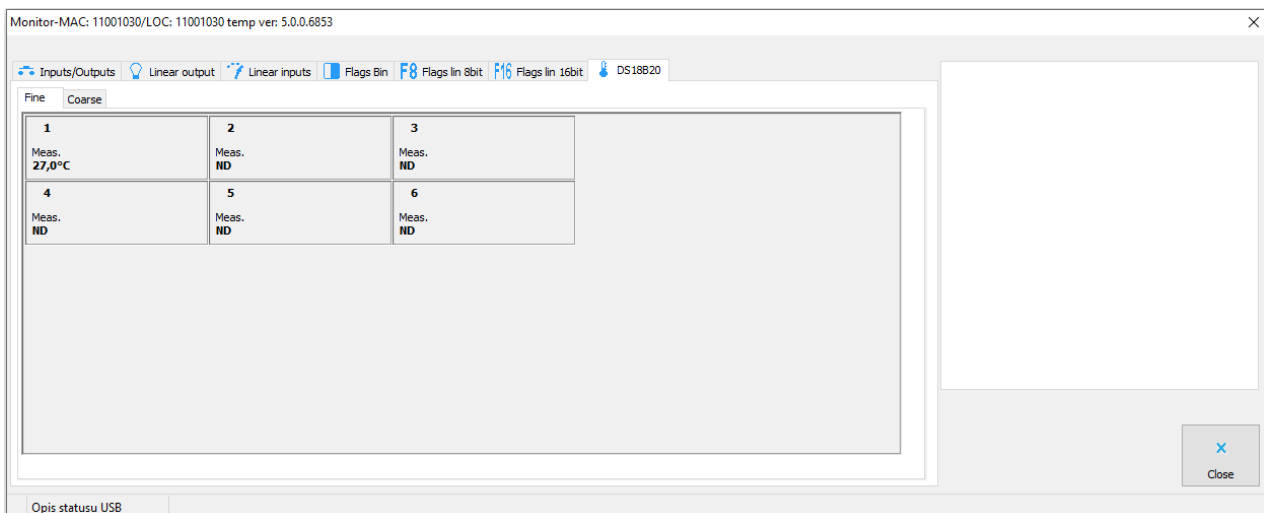 Monitor-MAC: 11001030/LOC: 11001030 temp ver: 5.0.0.6853
Inputs/Outputs Linear output Linear inputs Flags Bin F8 Flags lin 8bit F16 Flags lin 16bit DS18B20
Fine Coarse
1 2 3
Meas. Meas. Meas.
27,0°C ND ND
4 5 6
Meas. Meas. Meas.
ND ND ND
Close
Opis statusu USB